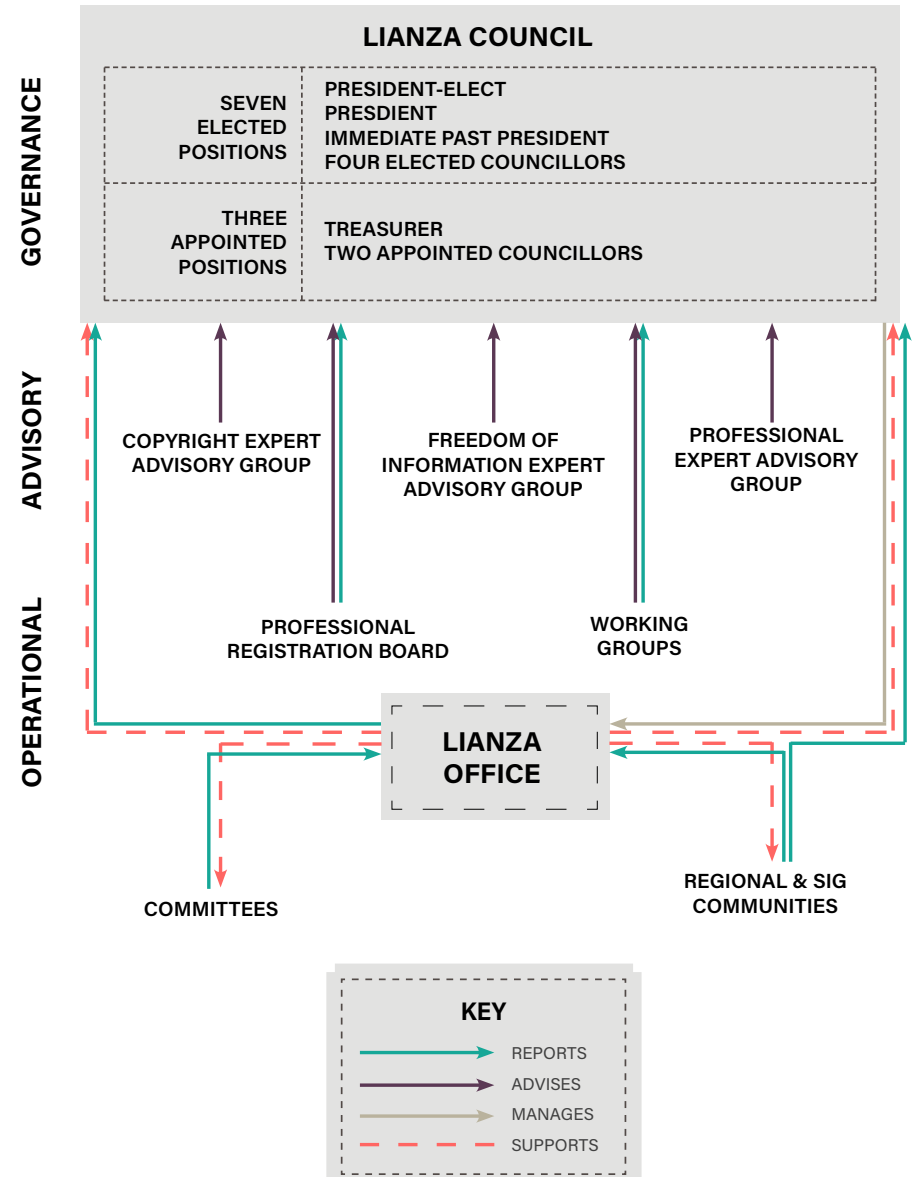 GOVERNANCE
LIANZA COUNCIL
SEVEN
ELECTED
POSITIONS
PRESIDENT-ELECT
PRESDIENT
IMMEDIATE PAST PRESIDENT
FOUR ELECTED COUNCILLORS
THREE
APPOINTED
POSITIONS
TREASURER
TWO APPOINTED COUNCILLORS
ADVISORY
COPYRIGHT EXPERT
ADVISORY GROUP
FREEDOM OF
INFORMATION EXPERT
ADVISORY GROUP
PROFESSIONAL
EXPERT ADVISORY
GROUP
OPERATIONAL
PROFESSIONAL
REGISTRATION BOARD
WORKING
GROUPS
LIANZA
OFFICE
COMMITTEES
REGIONAL & SIG
COMMUNITIES
KEY
REPORTS
ADVISES
MANAGES
SUPPORTS